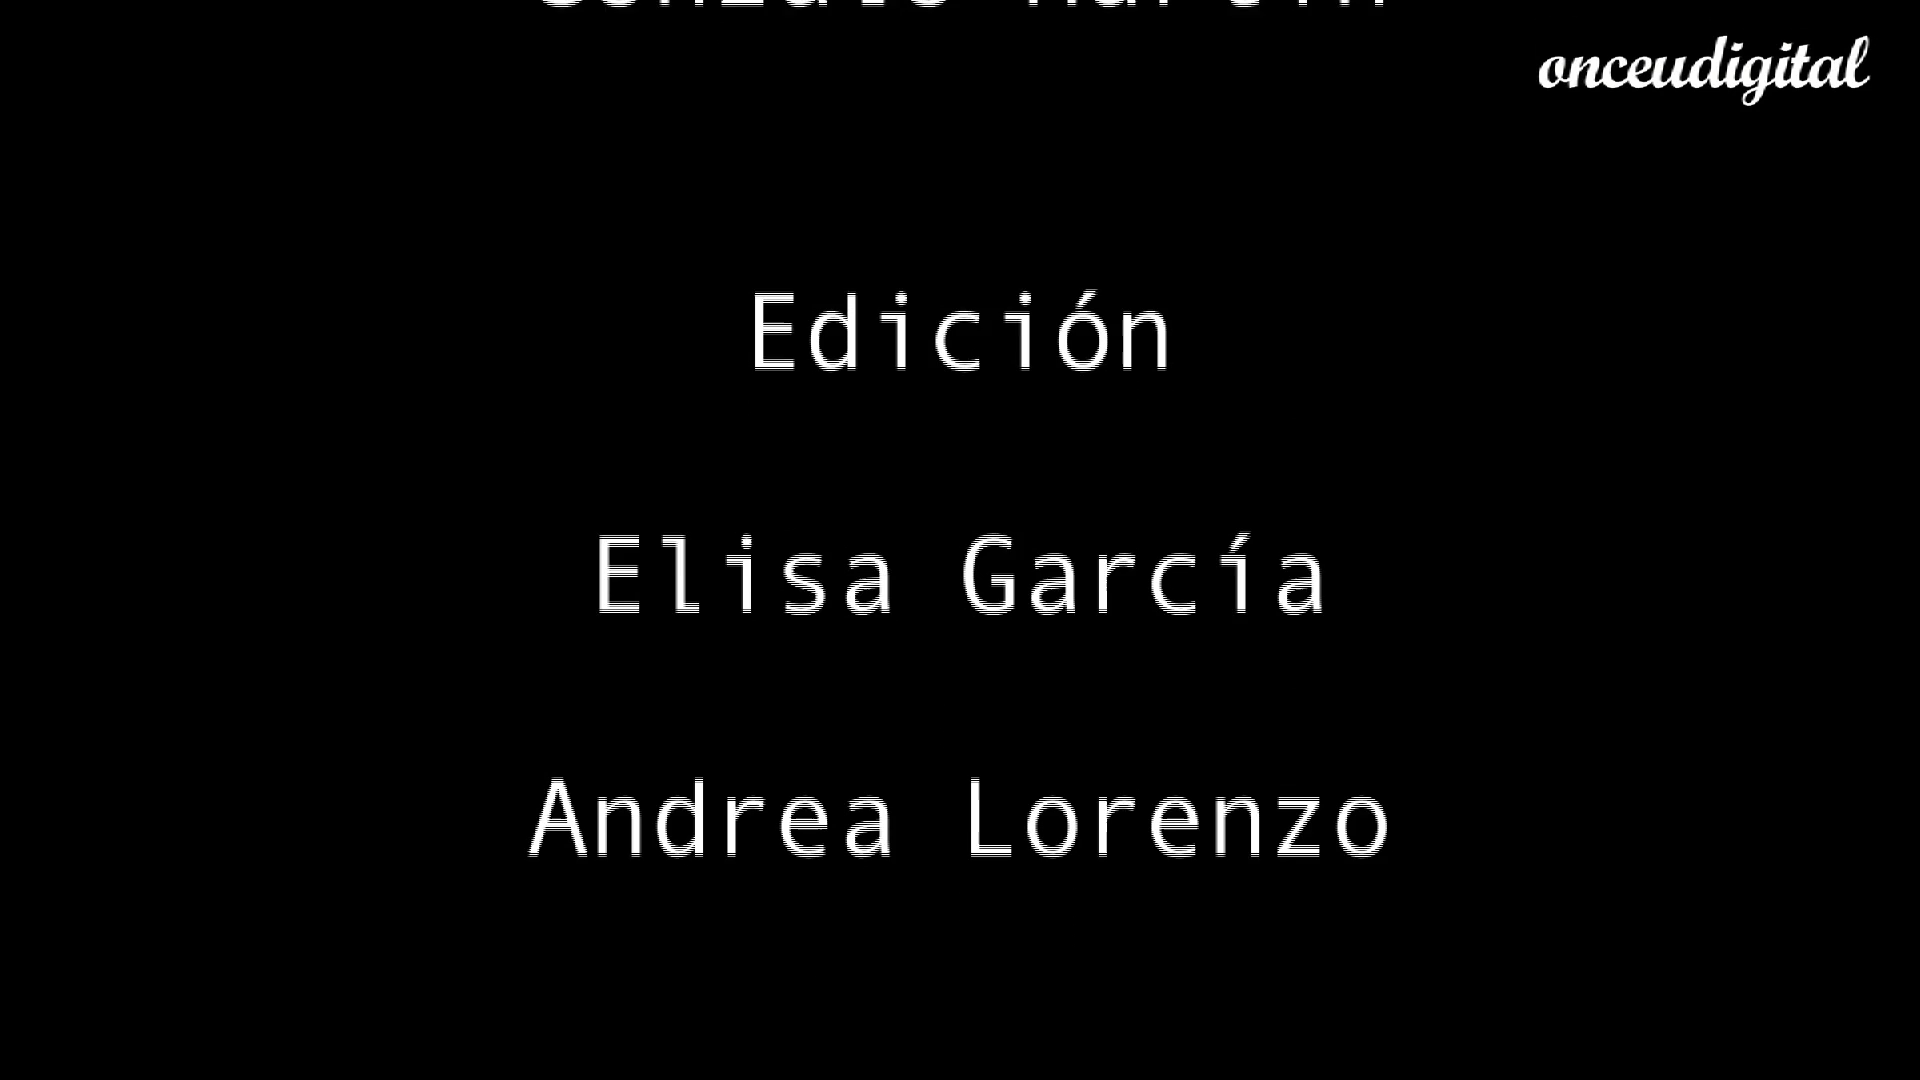 onceudigital
Edición
Elisa García
Andrea Lorenzo